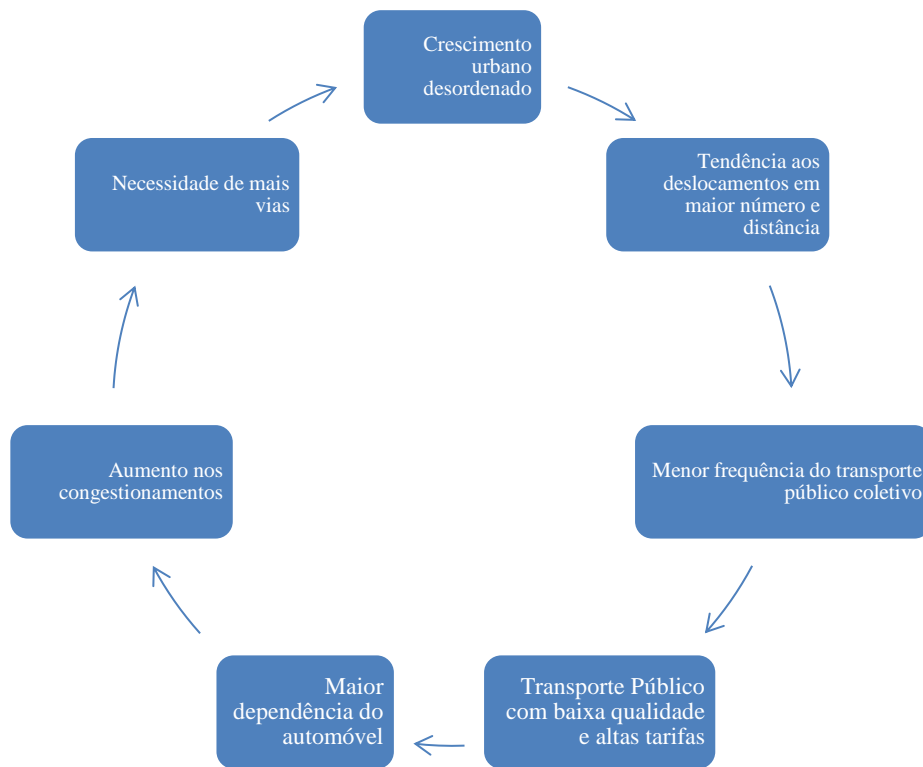 Crescimento
urbano
desordenado
Tendência aos
deslocamentos em
maior número e
distância
Menor frequência do transporte
público coletivo
Transporte Público
com baixa qualidade
e altas tarifas
Maior
dependência do
automóvel
Aumento nos
congestionamentos
Necessidade de mais
vias